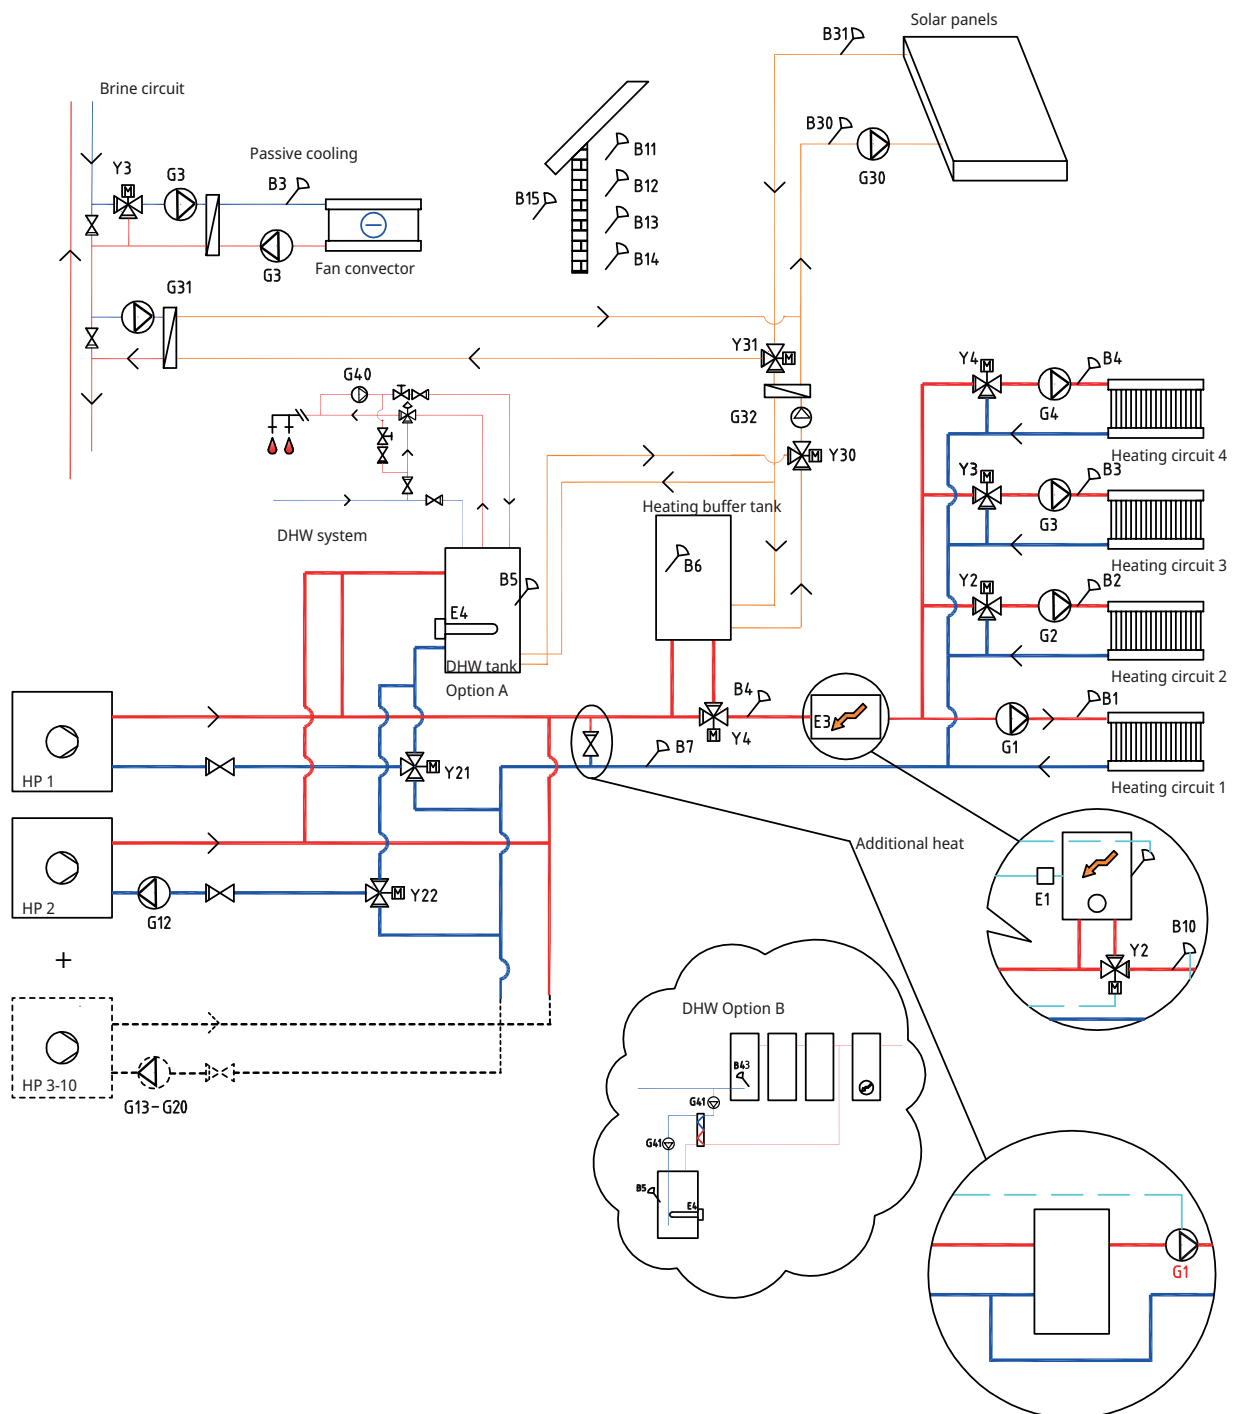 Solar panels
B31
Brine circuit
B30
G30
Passive cooling
Y3
G3
B3
B11
B12
B15
B13
B14
G3
Fan convector
G31
Y31
M
G32
Y30
M
G40
DHW system
Heating buffer tank
B6
B5
E4
DHW tank
Option A
Y4
M
B4
G4
Heating circuit 4
Y3
M
B3
G3
Heating circuit 3
Y2
M
B2
G2
Heating circuit 2
B1
G1
Heating circuit 1
B4
M
Y4
E3
B7
HP 1
M
Y21
HP 2
G12
M
Y22
+
HP 3-10
G13-G20
Additional heat
E1
B10
Y2
M
DHW Option B
B43
G41
G41
B5
E4
G1